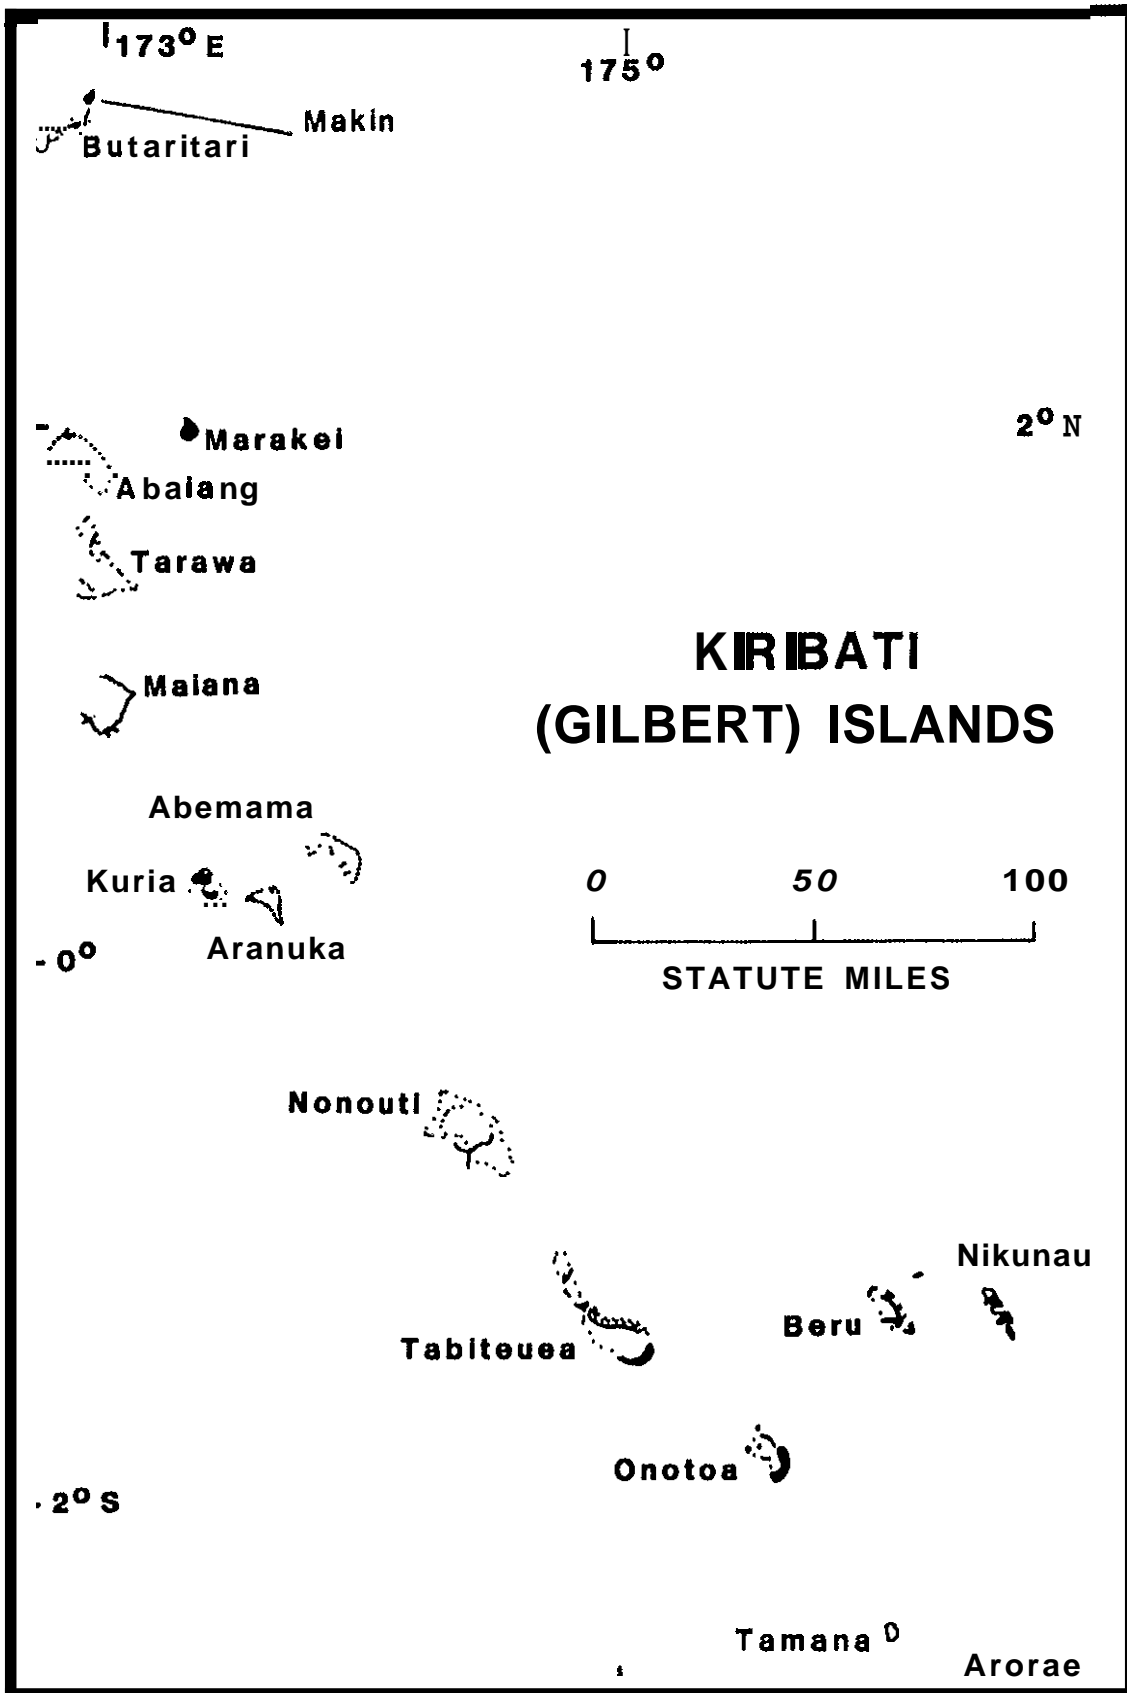 173° E
175°
Makin
Butaritari
2° N
Marakei
Abaiang
Tarawa
KIRIBATI
(GILBERT) ISLANDS
Maiana
Abemama
Kuria
0 50 100
Aranuka
0°
STATUTE MILES
Nonouti
Nikunau
Beru
Tabiteuea
Onotoa
2° S
Tamana
Arorae